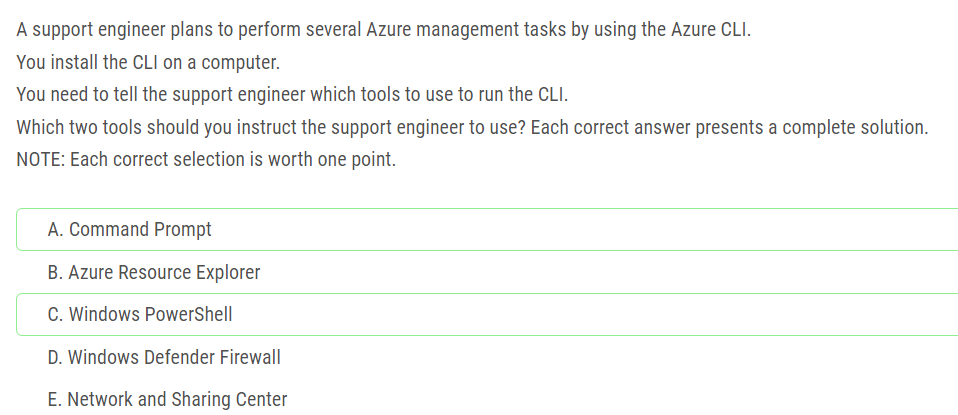 A support engineer plans to perform several Azure management tasks by using the Azure CLI.
You install the CLI on a computer.
You need to tell the support engineer which tools to use to run the CLI.
Which two tools should you instruct the support engineer to use? Each correct answer presents a complete solution.
NOTE: Each correct selection is worth one point.
A. Command Prompt
B. Azure Resource Explorer
C. Windows PowerShell
D. Windows Defender Firewall
E. Network and Sharing Center